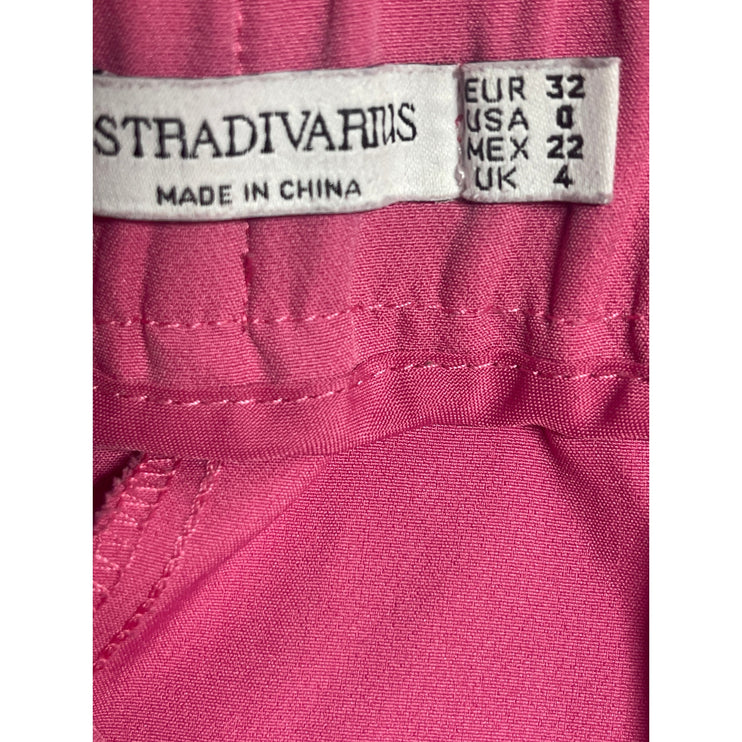 STRADIVARIUS
MADE IN CHINA
EUR 32
USA 0
MEX 22
UK 4